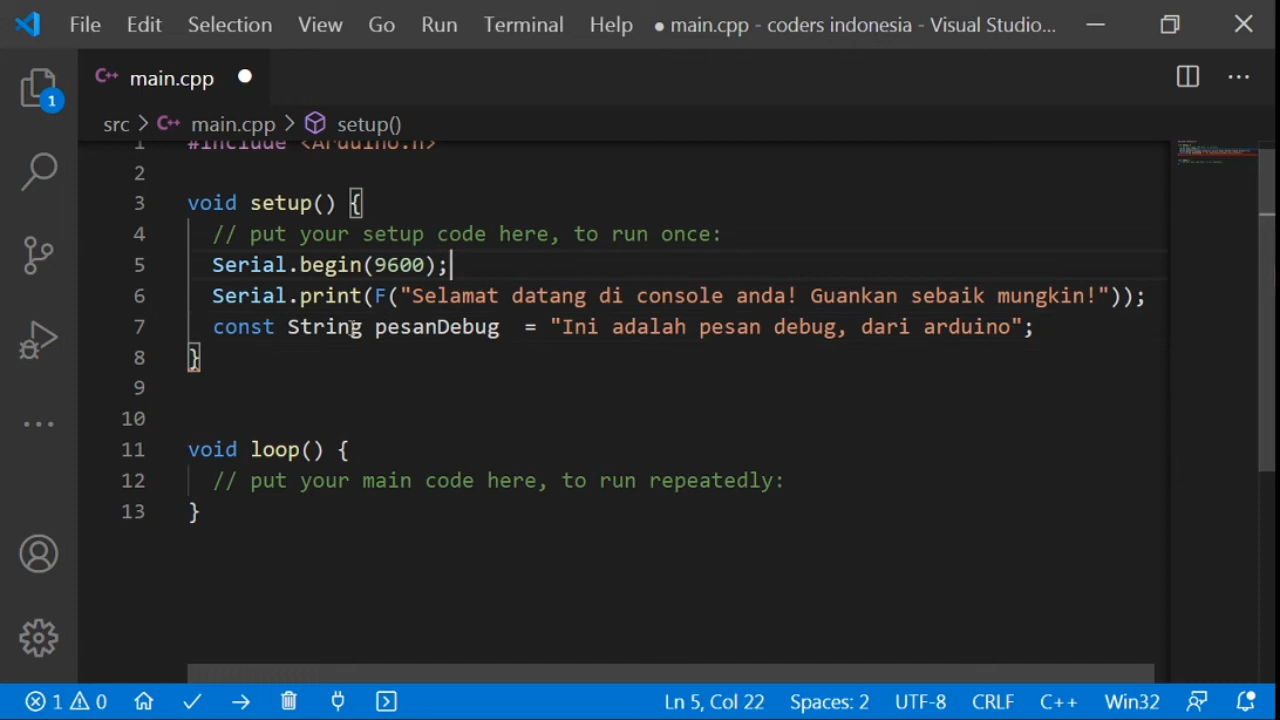 File Edit Selection View Go Run Terminal Help ● main.cpp - coders indonesia - Visual Studio...
1 C++ main.cpp ● ...
src > C++ main.cpp > setup()
1 #include <Arduino.h>
2
3 void setup() {
4 // put your setup code here, to run once:
5 Serial.begin(9600);
6 Serial.print(F("Selamat datang di console anda! Guankan sebaik mungkin!"));
7 const String pesanDebug = "Ini adalah pesan debug, dari arduino";
8 }
9
10
11 void loop() {
12 // put your main code here, to run repeatedly:
13 }
1 0 Ln 5, Col 22 Spaces: 2 UTF-8 CRLF C++ Win32